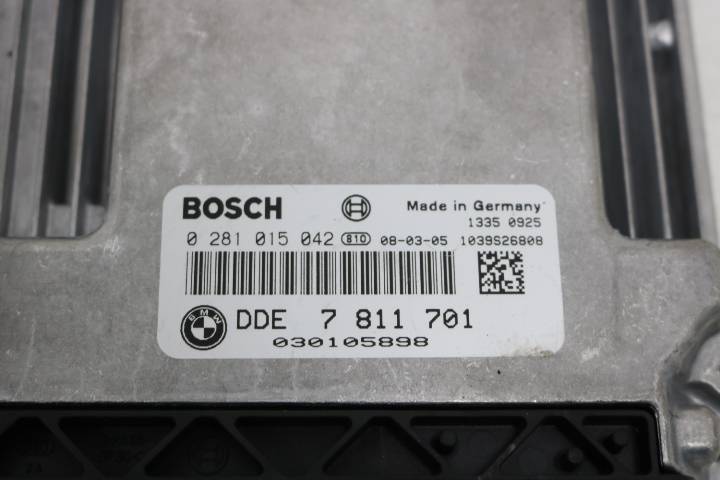 BOSCH Made in Germany
1335 0925
0 281 015 042 810 08-03-05 1039S26808
BMW DDE 7 811 701
030105898